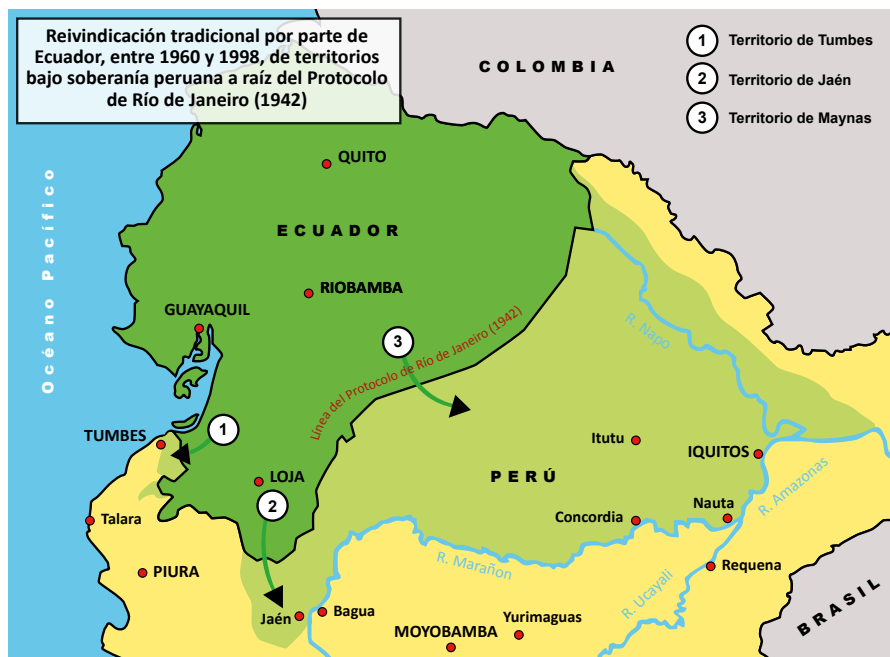 Reivindicación tradicional por parte de
Ecuador, entre 1960 y 1998, de territorios
bajo soberanía peruana a raíz del Protocolo
de Río de Janeiro (1942)
1 Territorio de Tumbes
2 Territorio de Jaén
3 Territorio de Maynas
COLOMBIA
Océano Pacífico
QUITO
ECUADOR
RIOBAMBA
GUAYAQUIL
R. Napo
3
Línea del Protocolo de Río de Janeiro (1942)
1
TUMBES
Itutu
IQUITOS
LOJA
PERÚ
2
R. Amazonas
Talara
Concordia
Nauta
R. Marañon
PIURA
Requena
R. Ucayali
Jaén
Bagua
Yurimaguas
MOYOBAMBA
BRASIL